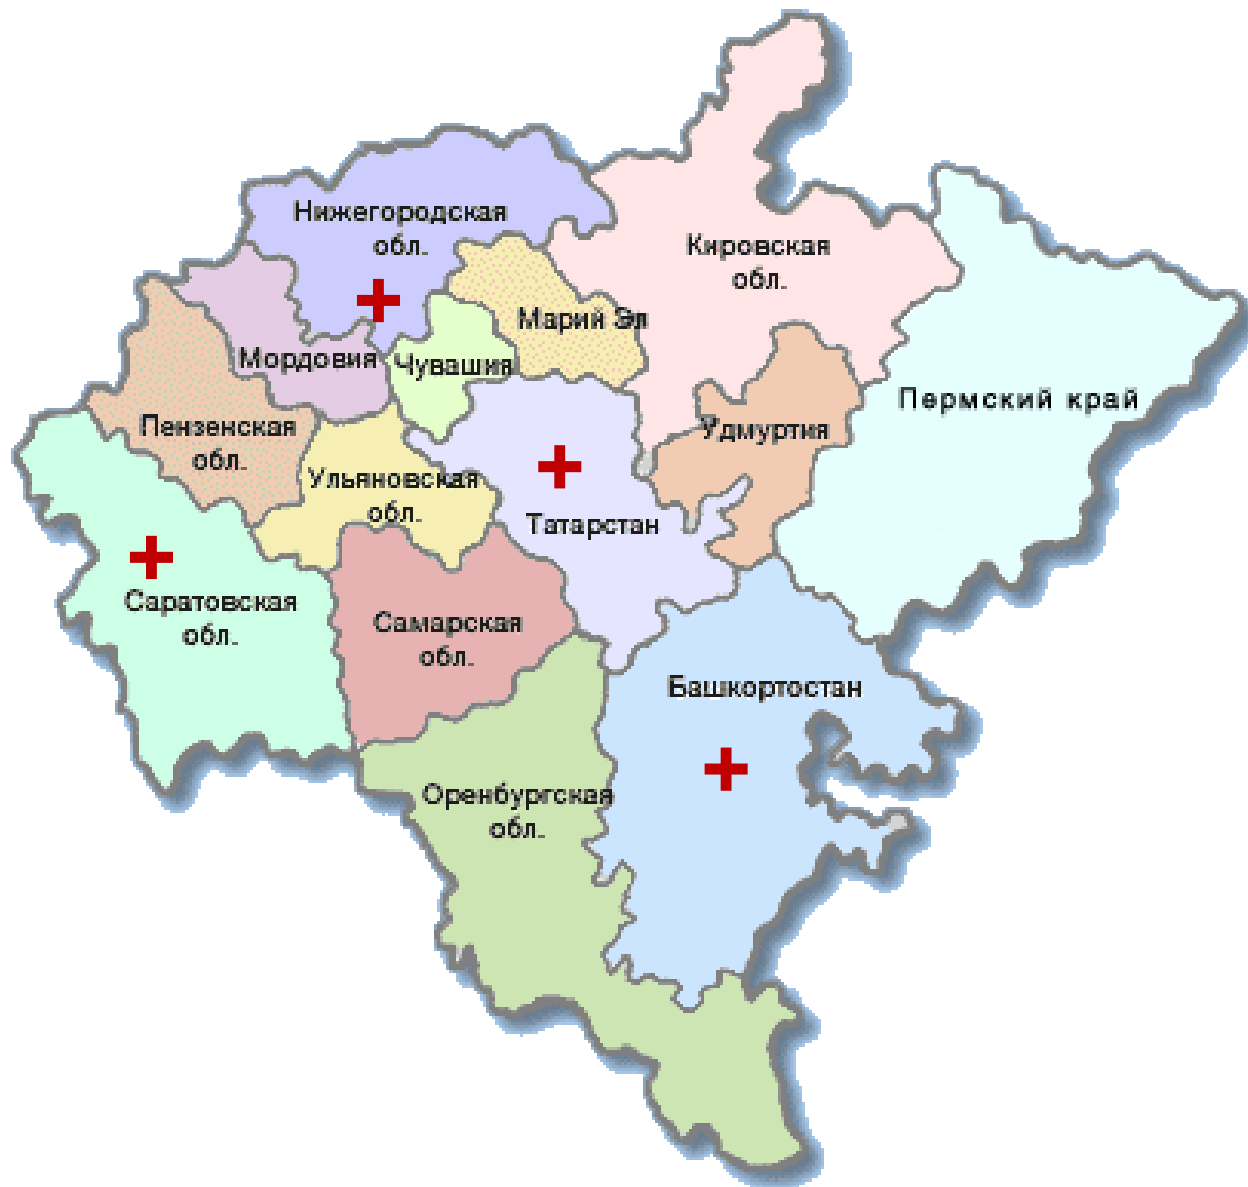 Нижегородская
обл.
Кировская
обл.
Марий Эл
Мордовия
Чувашия
Пермский край
Пензенская
обл.
Удмуртия
Ульяновская
обл.
Татарстан
Саратовская
обл.
Самарская
обл.
Башкортостан
Оренбургская
обл.